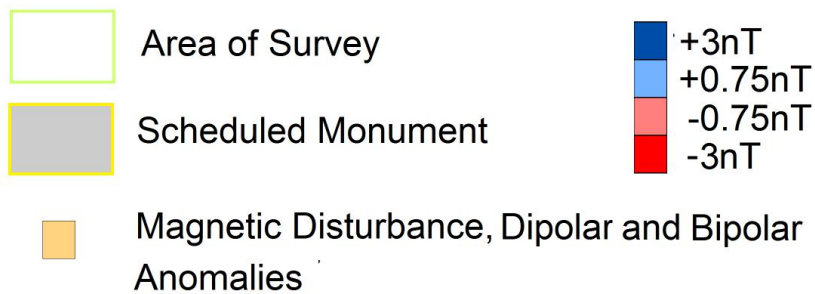 Area of Survey
Scheduled Monument
Magnetic Disturbance, Dipolar and Bipolar
Anomalies
+3nT
+0.75nT
-0.75nT
-3nT